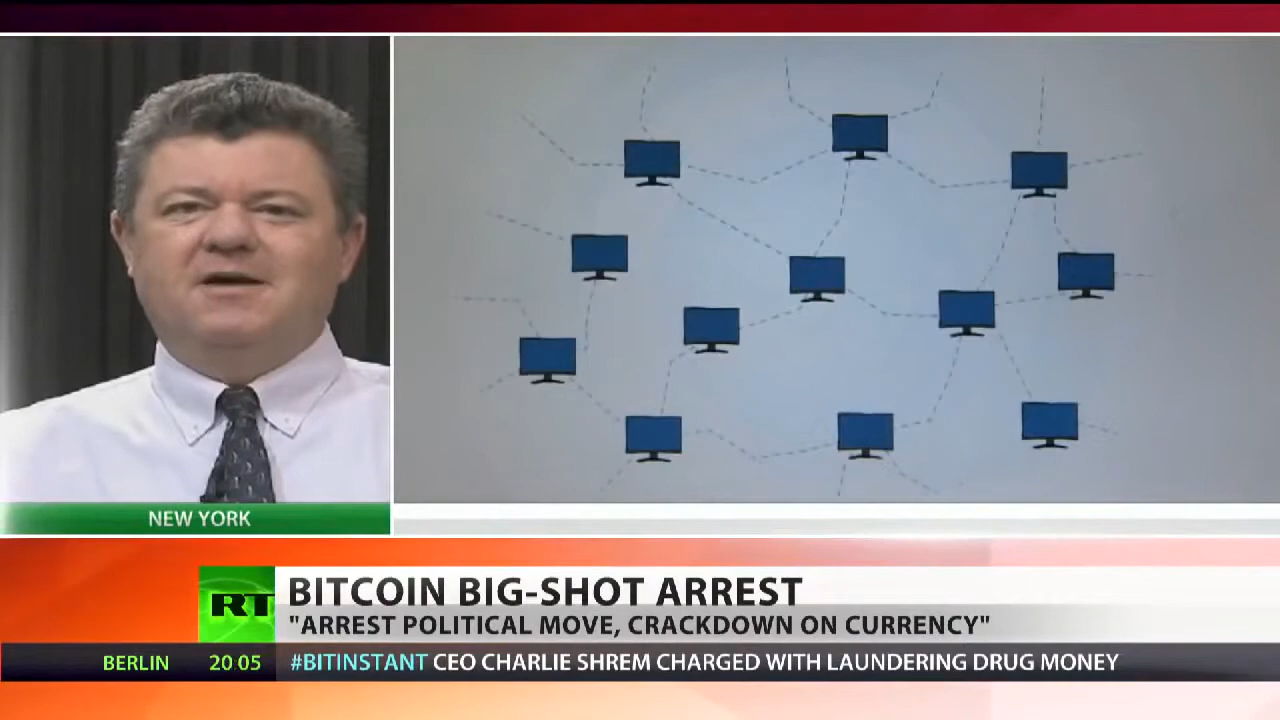 NEW YORK
RT
BITCOIN BIG-SHOT ARREST
"ARREST POLITICAL MOVE, CRACKDOWN ON CURRENCY"
BERLIN 20:05 #BITINSTANT CEO CHARLIE SHREM CHARGED WITH LAUNDERING DRUG MONEY